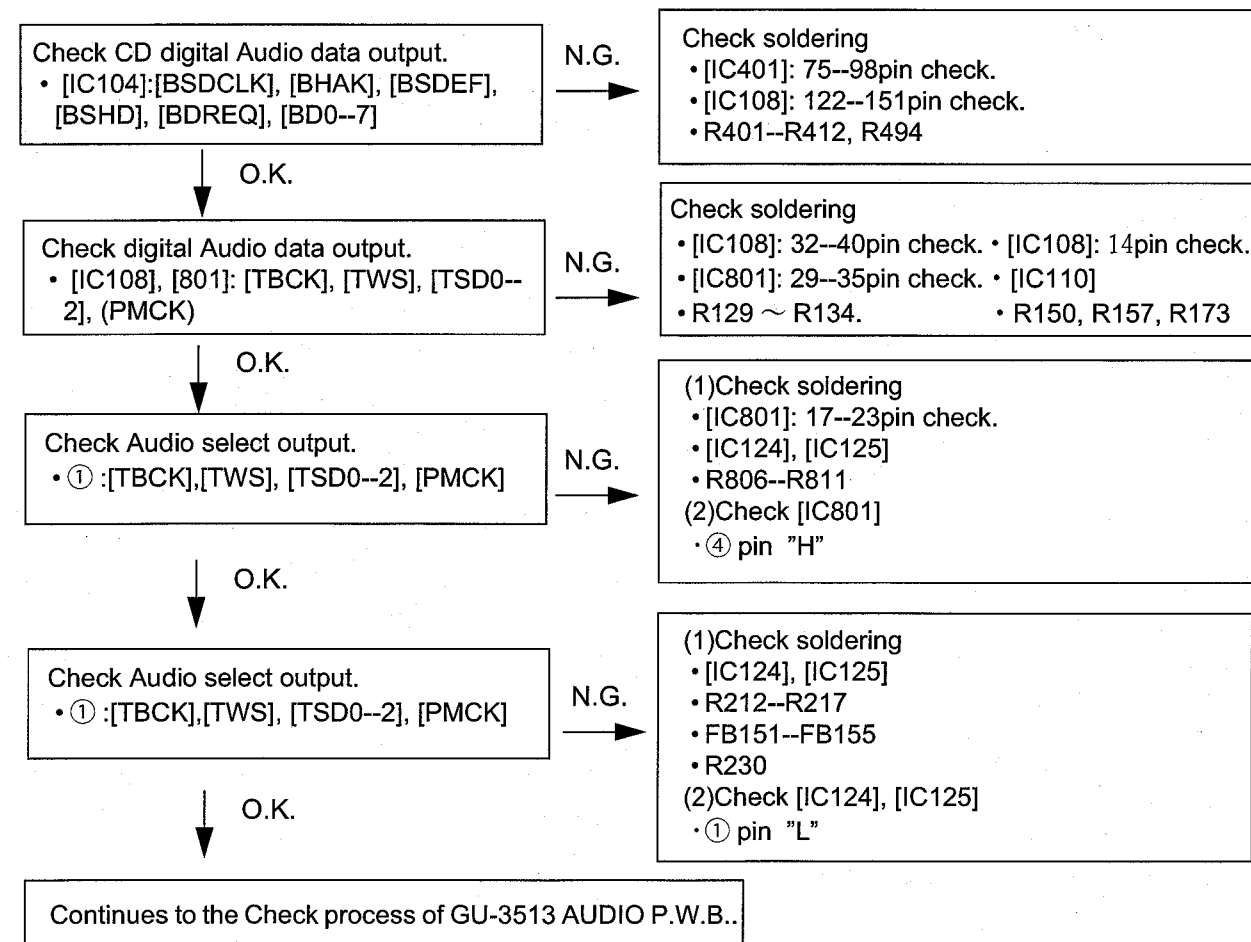 Check CD digital Audio data output.
• [IC104]:[BSDCLK], [BHAK], [BSDEF],
[BSHD], [BDREQ], [BD0--7]
N.G.
Check soldering
• [IC401]: 75--98pin check.
• [IC108]: 122--151pin check.
• R401--R412, R494
O.K.
Check digital Audio data output.
• [IC108], [801]: [TBCK], [TWS], [TSD0--
2], (PMCK)
N.G.
Check soldering
• [IC108]: 32--40pin check. • [IC108]: 14pin check.
• [IC801]: 29--35pin check. • [IC110]
• R129 ～ R134. • R150, R157, R173
O.K.
Check Audio select output.
• ① :[TBCK],[TWS], [TSD0--2], [PMCK]
N.G.
(1)Check soldering
• [IC801]: 17--23pin check.
• [IC124], [IC125]
• R806--R811
(2)Check [IC801]
· ④ pin "H"
O.K.
Check Audio select output.
• ① :[TBCK],[TWS], [TSD0--2], [PMCK]
N.G.
(1)Check soldering
• [IC124], [IC125]
• R212--R217
• FB151--FB155
• R230
(2)Check [IC124], [IC125]
· ① pin "L"
O.K.
Continues to the Check process of GU-3513 AUDIO P.W.B..